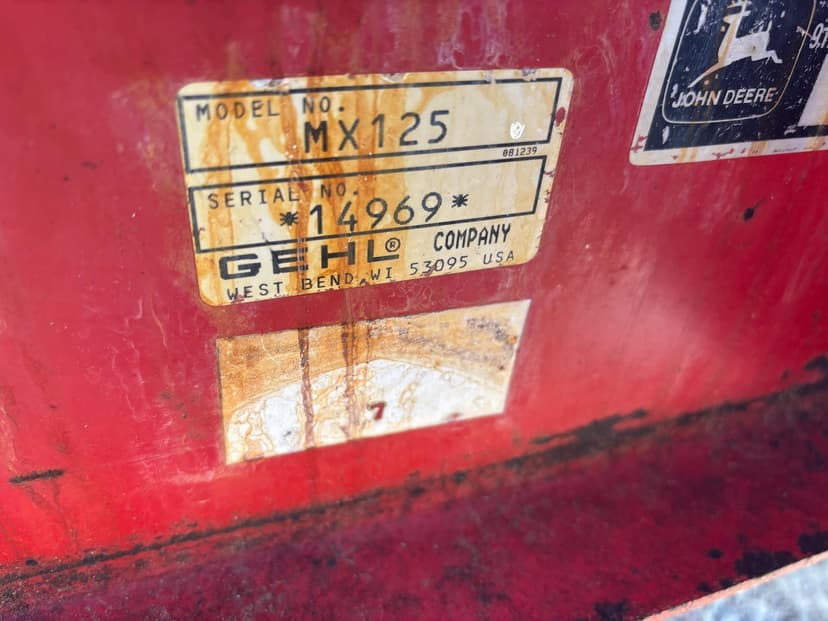 MODEL NO.
MX125
081239
SERIAL NO.
*14969*
GEHL® COMPANY
WEST BEND, WI 53095 USA
7
JOHN DEERE